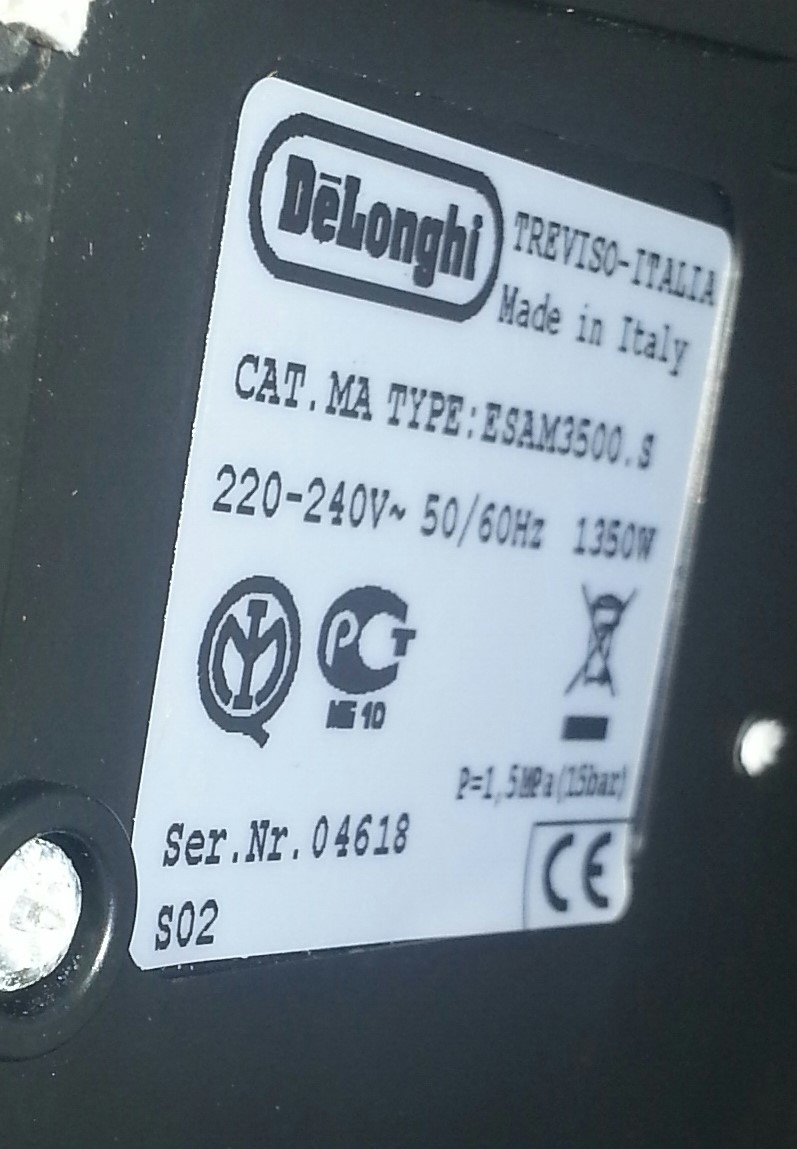 DēLonghi
TREVISO-ITALIA
Made in Italy
CAT.MA TYPE:ESAM3500.S
220-240V~ 50/60Hz 1350W
PCT
P=1,5MPa(15bar)
Ser.Nr.04618
CE
S02